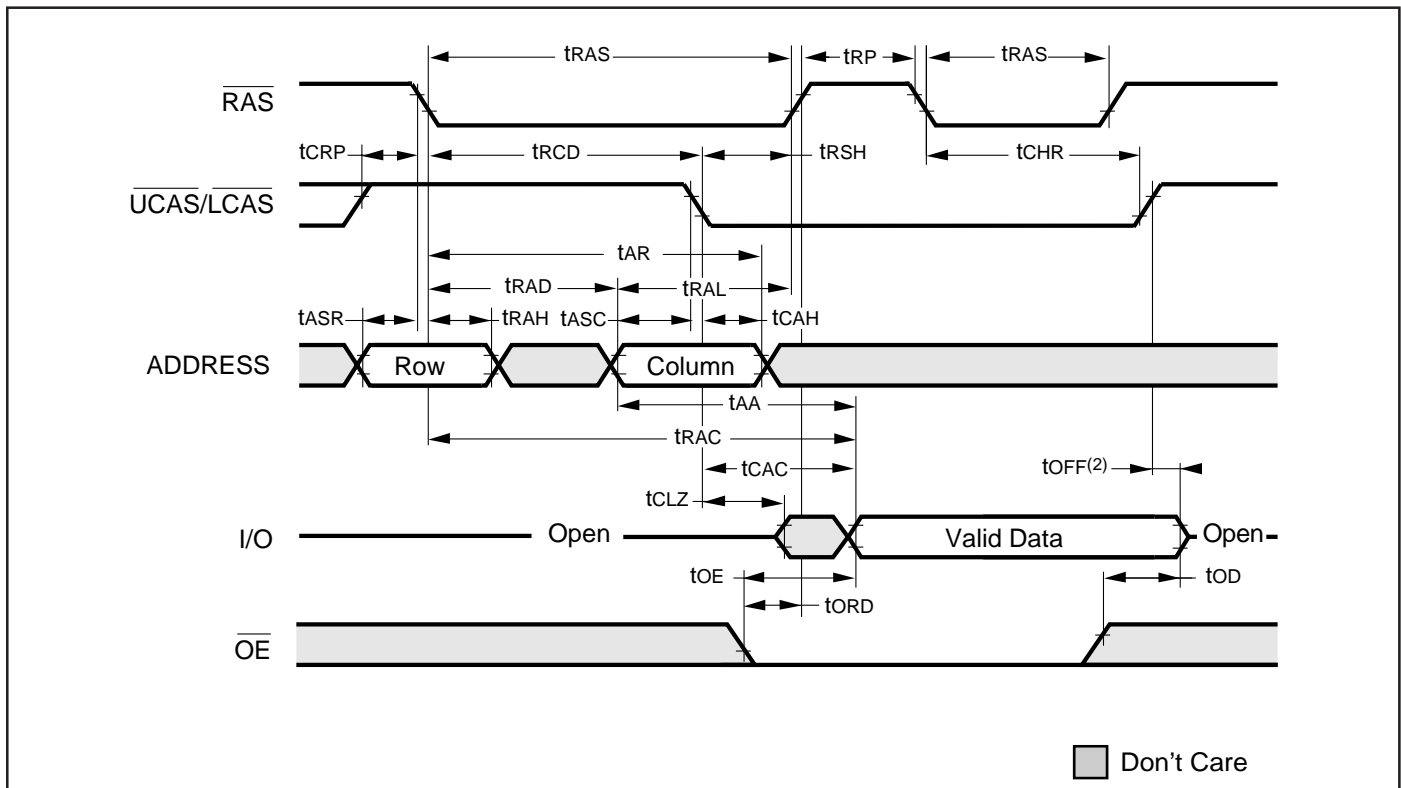 tRAS tRP tRAS
RAS
tCRP tRCD tRSH tCHR
UCAS/LCAS
tAR
tRAD tRAL
tASR tRAH tASC tCAH
ADDRESS Row Column
tAA
tRAC
tCAC tOFF(2)
tCLZ
I/O Open Valid Data Open
tOE tOD
tORD
OE
Don't Care